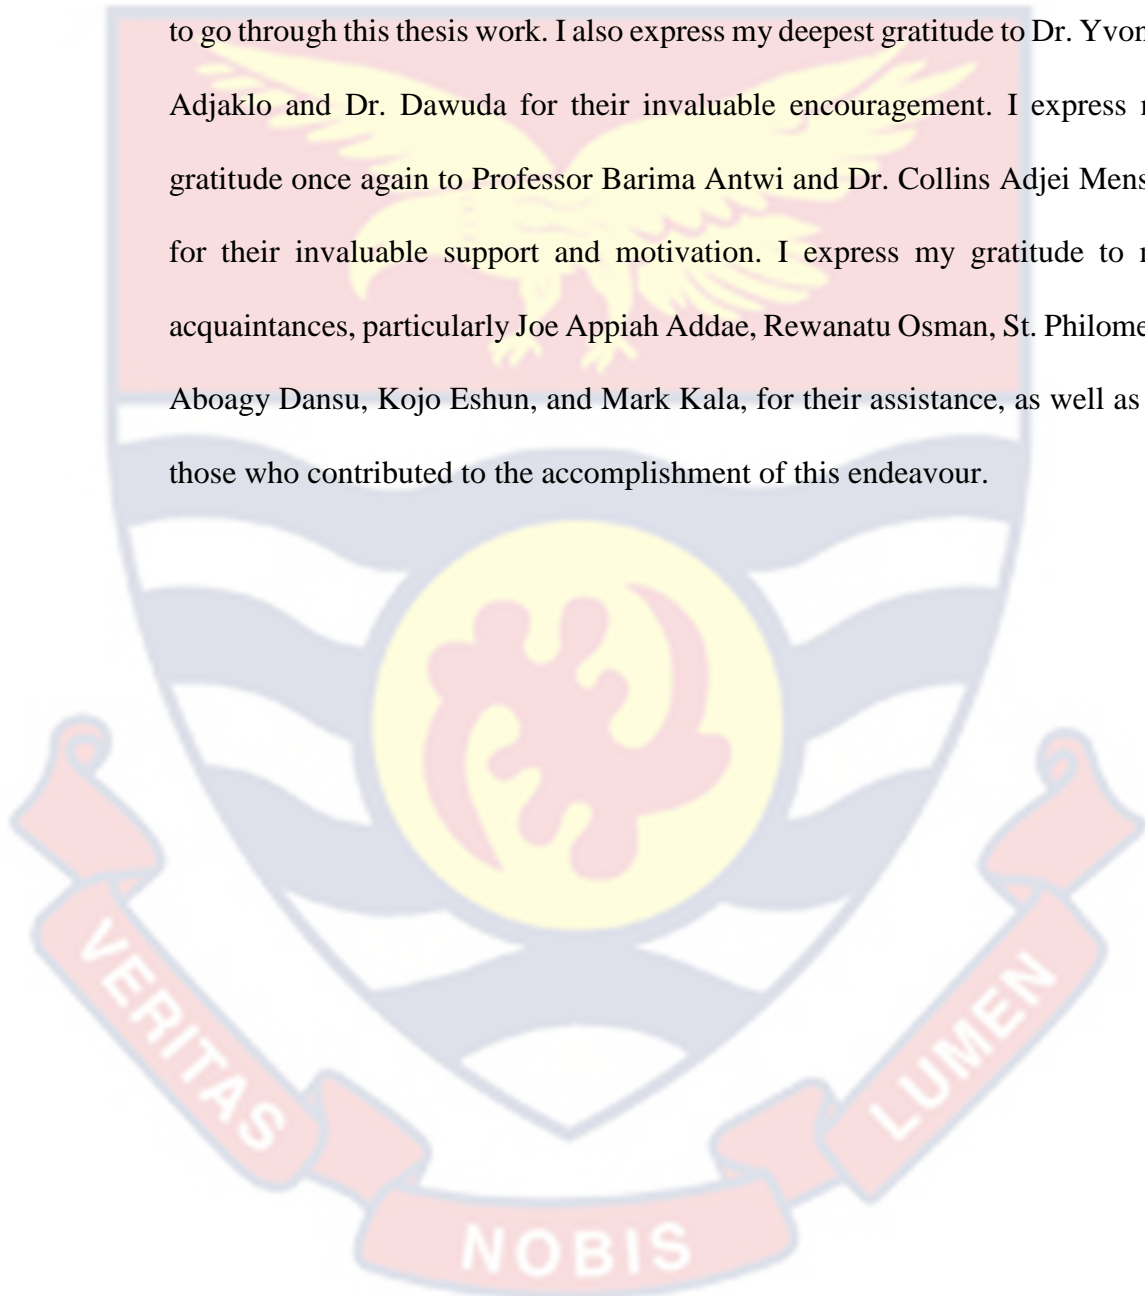 to go through this thesis work. I also express my deepest gratitude to Dr. Yvon
Adjaklo and Dr. Dawuda for their invaluable encouragement. I express
gratitude once again to Professor Barima Antwi and Dr. Collins Adjei Mens
for their invaluable support and motivation. I express my gratitude to
acquaintances, particularly Joe Appiah Addae, Rewanatu Osman, St. Philome
Aboagy Dansu, Kojo Eshun, and Mark Kala, for their assistance, as well as
those who contributed to the accomplishment of this endeavour.
VERITAS
NOBIS
LUMEN